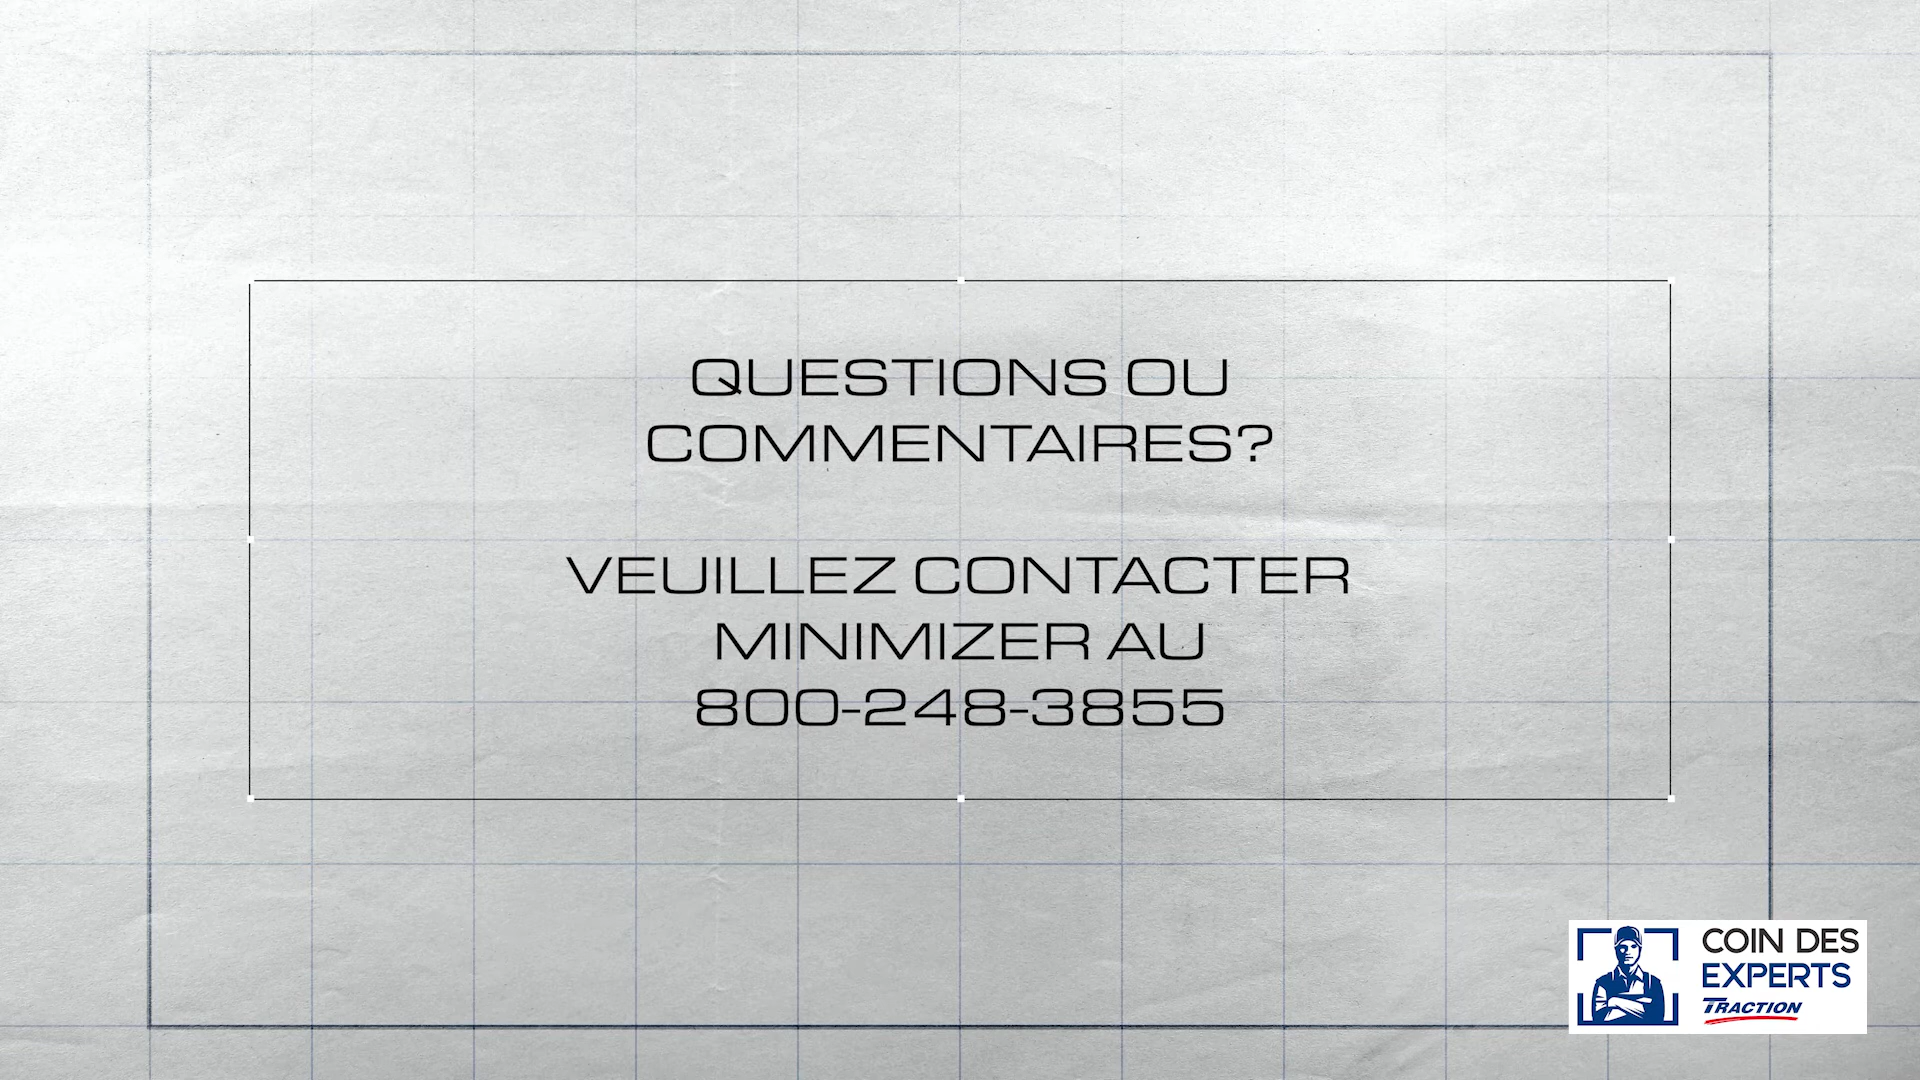 QUESTIONS OU
COMMENTAIRES?
VEUILLEZ CONTACTER
MINIMIZER AU
800-248-3855
COIN DES
EXPERTS
TRACTION